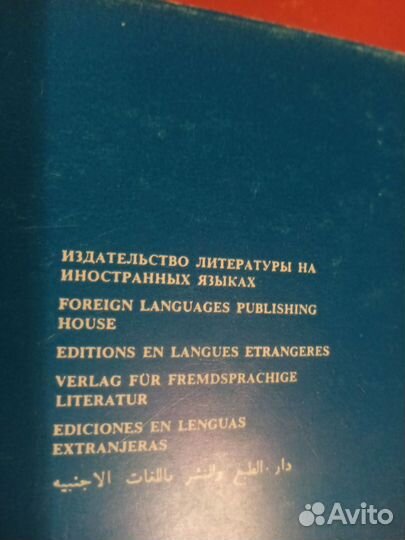 ИЗДАТЕЛЬСТВО ЛИТЕРАТУРЫ НА
ИНОСТРАННЫХ ЯЗЫКАХ
FOREIGN LANGUAGES PUBLISHING
HOUSE
EDITIONS EN LANGUES ETRANGERES
VERLAG FÜR FREMDSPRACHIGE
LITERATUR
EDICIONES EN LENGUAS
EXTRANJERAS
دار الطبع والنشر باللغات الاجنبيه
Avito